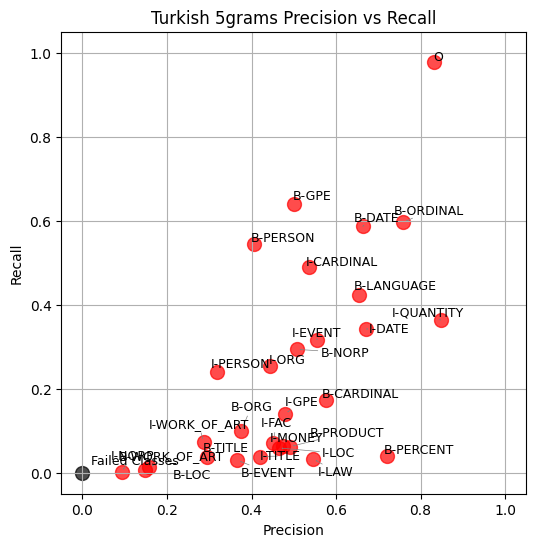 Turkish 5grams Precision vs Recall
1.0
O
0.8
B-GPE
0.6
B-ORDINAL
B-DATE
B-PERSON
I-CARDINAL
B-LANGUAGE
0.4
I-QUANTITY
I-EVENT
I-DATE
B-NORP
I-ORG
I-PERSON
0.2
B-CARDINAL
I-GPE
B-ORG
I-WORK_OF_ART
I-FAC
B-PRODUCT
I-MONEY
B-TITLE
I-LOC
B-PERCENT
I-NORP
B-WORK_OF_ART
I-TITLE
Failed Classes
0.0
B-LOC
B-EVENT
I-LAW
0.0 0.2 0.4 0.6 0.8 1.0
Precision
Recall